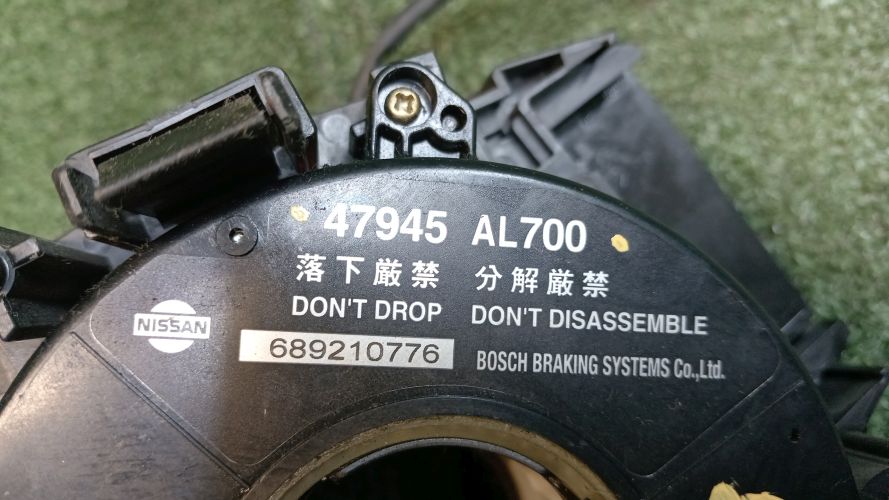 47945 AL700
落下厳禁 分解厳禁
DON'T DROP DON'T DISASSEMBLE
NISSAN
689210776 BOSCH BRAKING SYSTEMS Co.,Ltd.